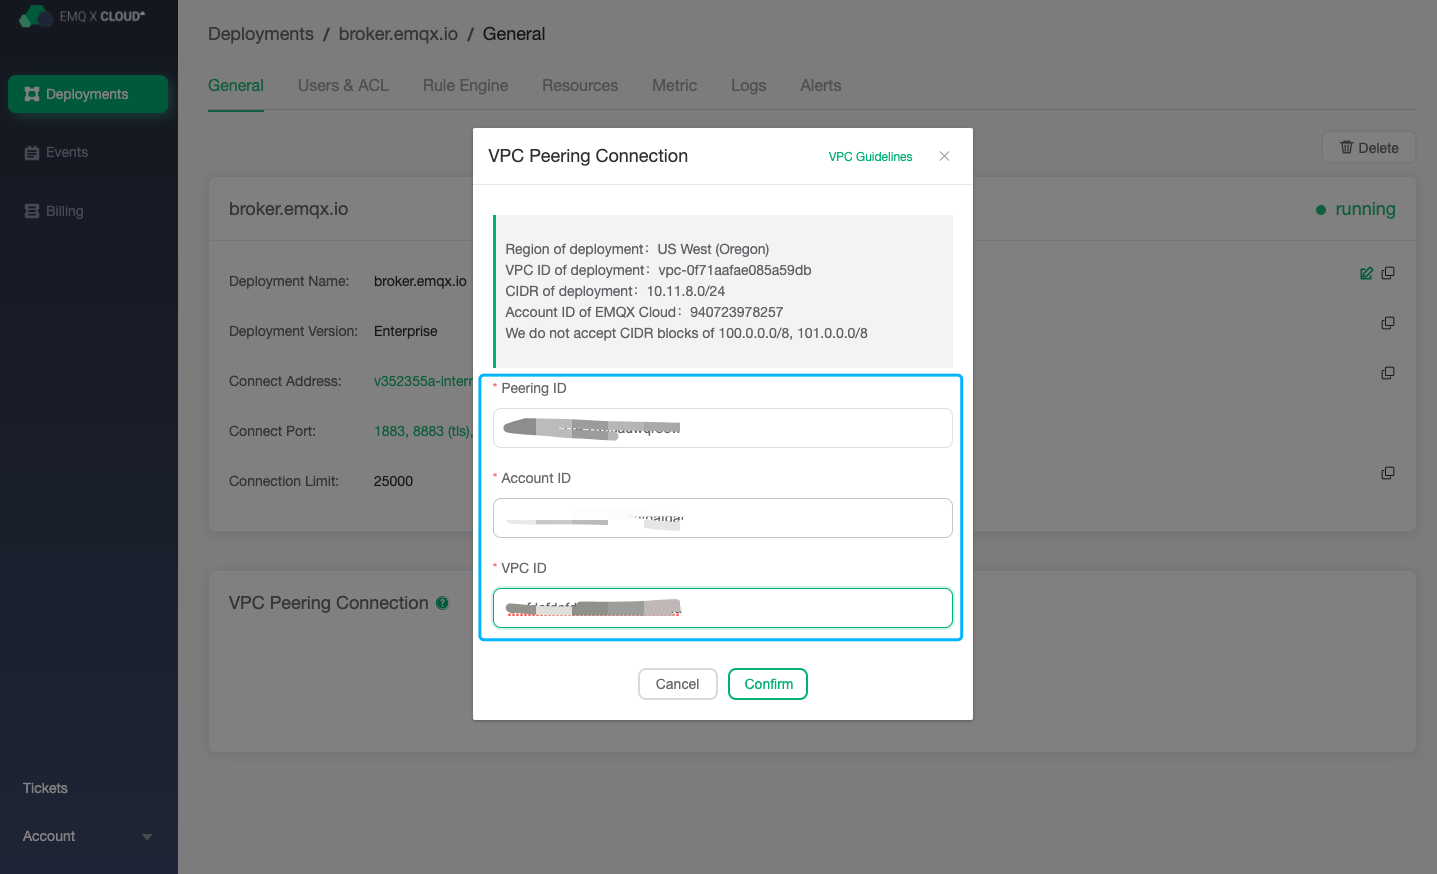 EMQ X CLOUD
Deployments / broker.emqx.io / General
Deployments
Events
Billing
Tickets
Account
General Users & ACL Rule Engine Resources Metric Logs Alerts
Delete
broker.emqx.io
running
Deployment Name: broker.emqx.io
Deployment Version: Enterprise
Connect Address: v352355a-intern
Connect Port: 1883, 8883 (tls),
Connection Limit: 25000
VPC Peering Connection ?
VPC Peering Connection
VPC Guidelines
Region of deployment：US West (Oregon)
VPC ID of deployment：vpc-0f71aafae085a59db
CIDR of deployment：10.11.8.0/24
Account ID of EMQX Cloud：940723978257
We do not accept CIDR blocks of 100.0.0.0/8, 101.0.0.0/8
* Peering ID
* Account ID
* VPC ID
Cancel
Confirm